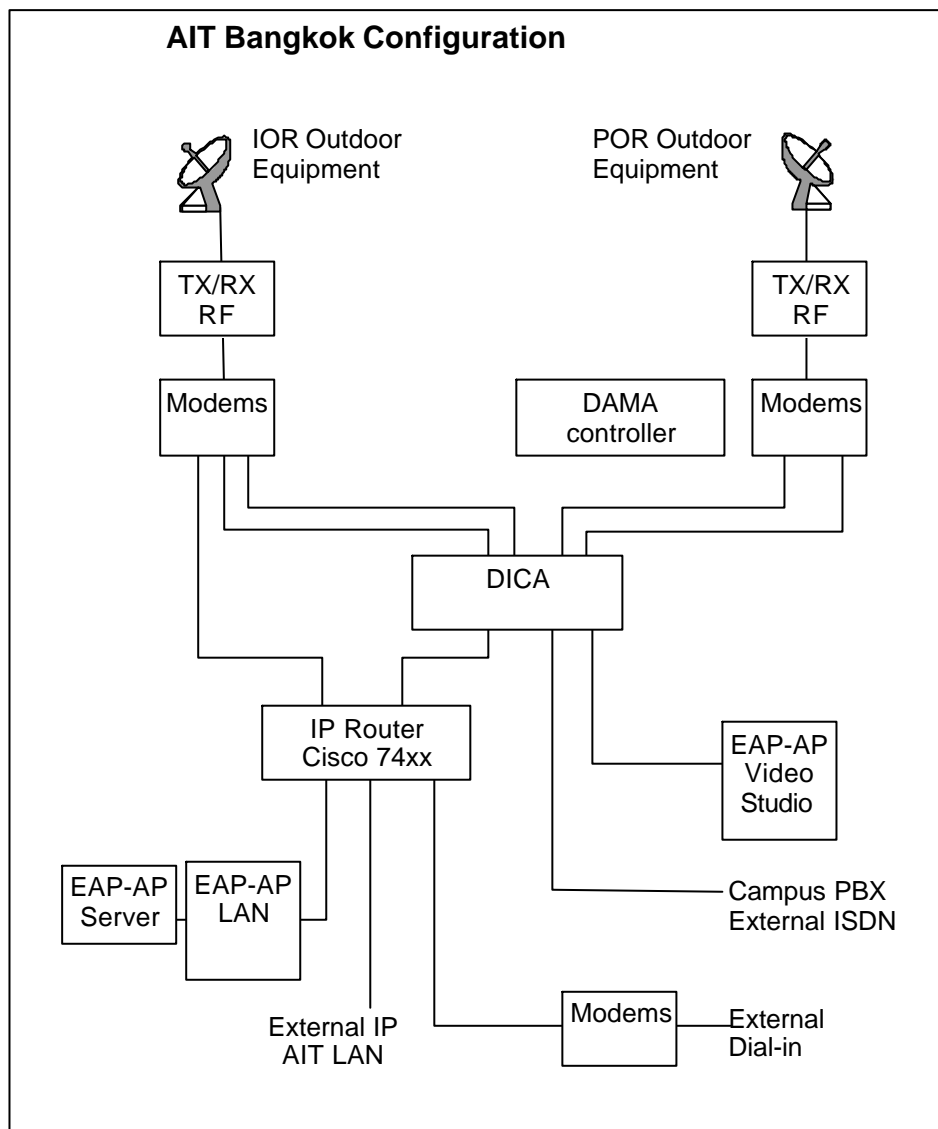 AIT Bangkok Configuration
IOR Outdoor
Equipment
POR Outdoor
Equipment
TX/RX
RF
TX/RX
RF
Modems
DAMA
controller
Modems
DICA
IP Router
Cisco 74xx
EAP-AP
Video
Studio
EAP-AP
Server
EAP-AP
LAN
Campus PBX
External ISDN
External IP
AIT LAN
Modems
External
Dial-in